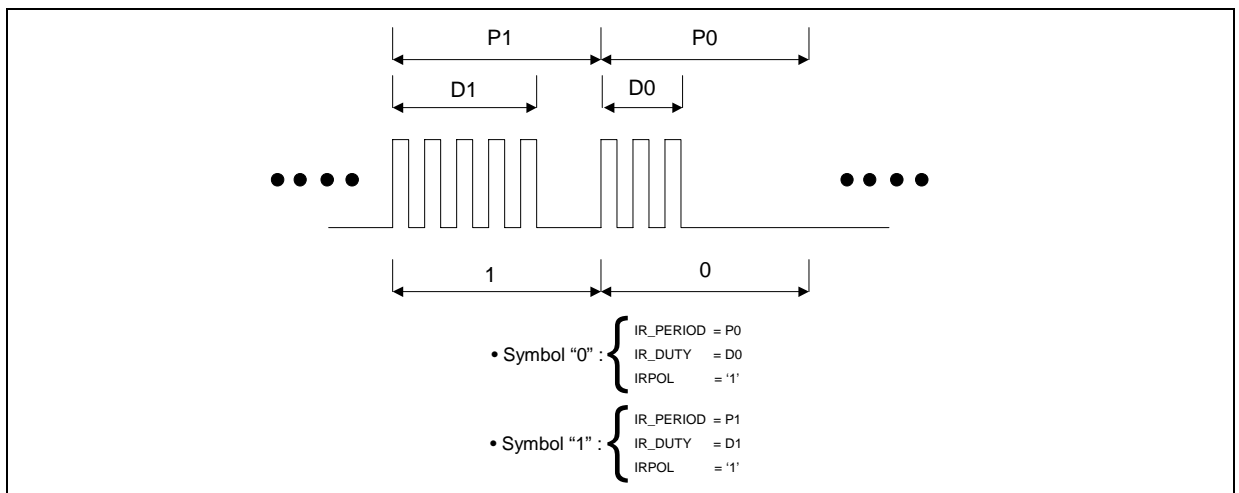 P1 P0
D1 D0
1 0
• Symbol “0” :
IR_PERIOD = P0
IR_DUTY = D0
IRPOL = ‘1’
• Symbol “1” :
IR_PERIOD = P1
IR_DUTY = D1
IRPOL = ‘1’